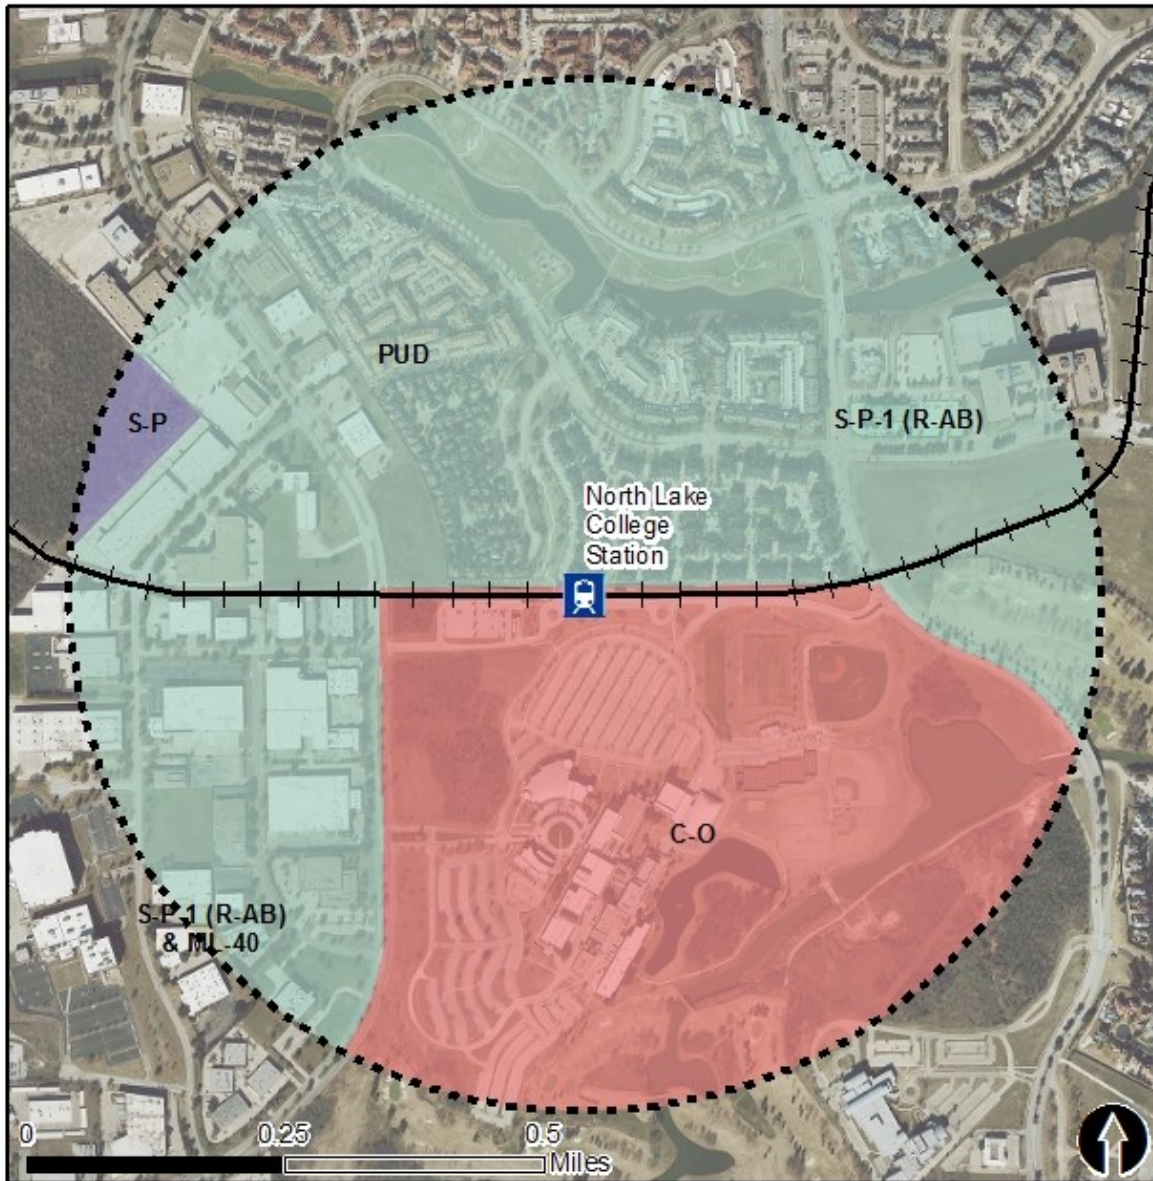 PUD
S-P
S-P-1 (R-AB)
North Lake
College
Station
C-O
S-P-1 (R-AB)
& ML-40
0
0.25
0.5
Miles